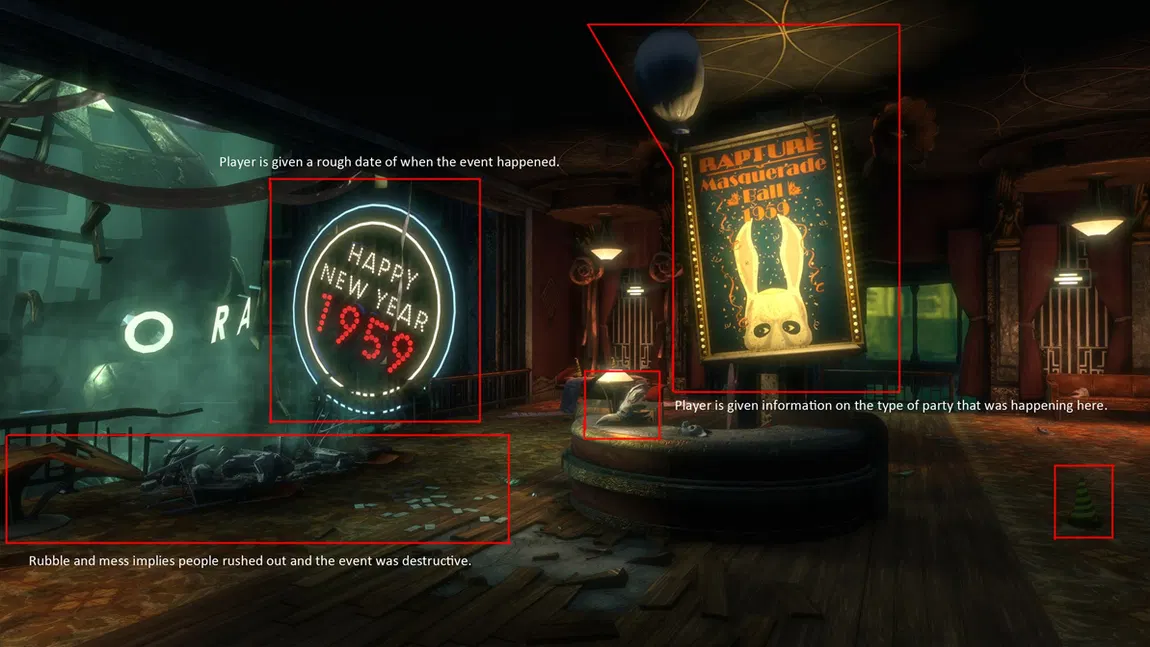 Player is given a rough date of when the event happened.
RAPTURE
Masquerade
Ball
1959
HAPPY
NEW YEAR
1959
O RA
Player is given information on the type of party that was happening here.
Rubble and mess implies people rushed out and the event was destructive.